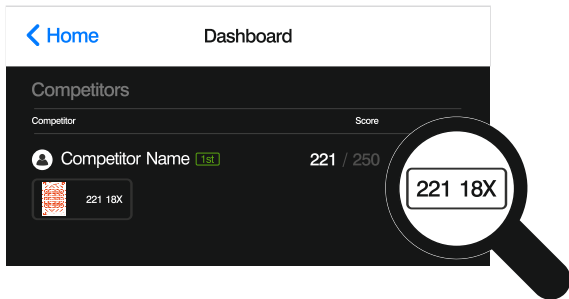 Home Dashboard
Competitors
Competitor Score
Competitor Name 1st 221 / 250
221 18X
221 18X